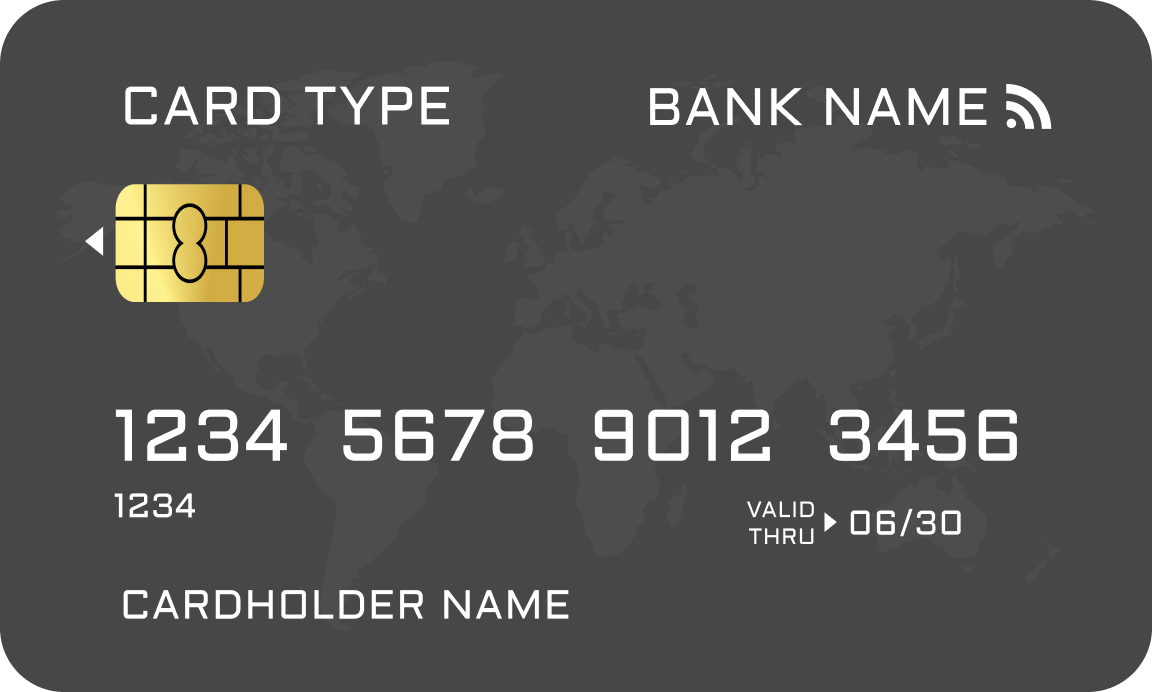 CARD TYPE
BANK NAME
1234 5678 9012 3456
1234
VALID
THRU
06/30
CARDHOLDER NAME